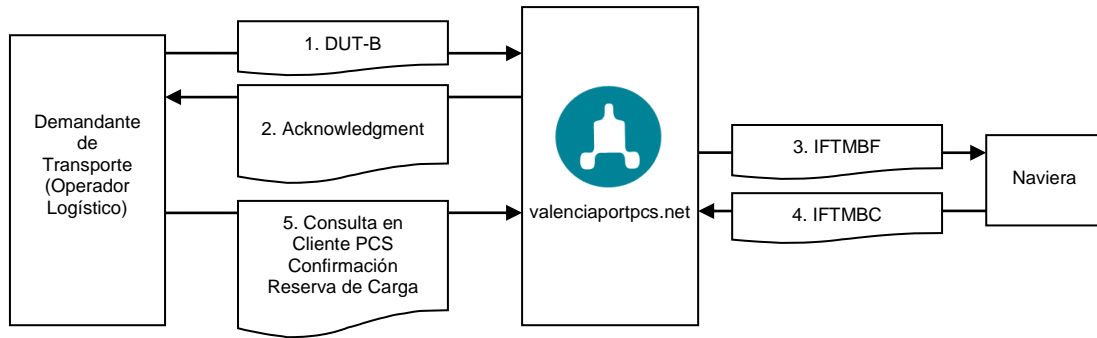 Demandante
de
Transporte
(Operador
Logístico)
1. DUT-B
2. Acknowledgment
5. Consulta en
Cliente PCS
Confirmación
Reserva de Carga
valenciaportpcs.net
3. IFTMBF
4. IFTMBC
Naviera